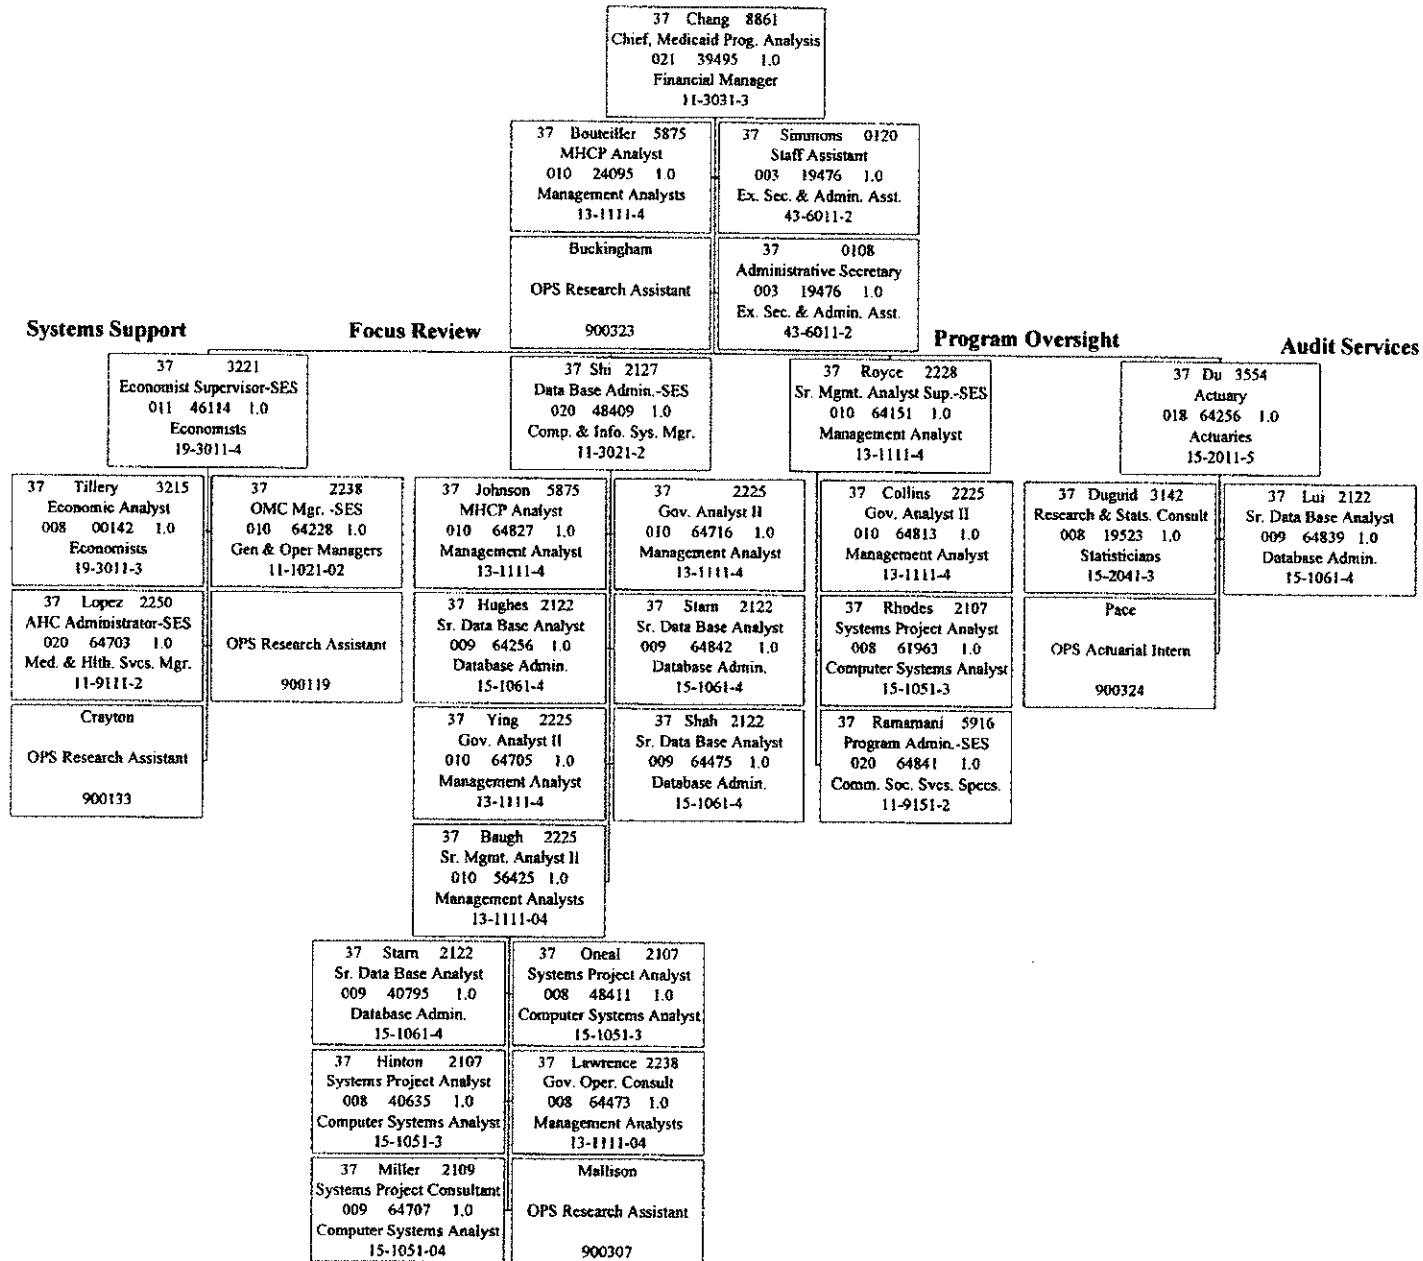 37 Chang 8861
Chief, Medicaid Prog. Analysis
021 39495 1.0
Financial Manager
11-3031-3
37 Bouteiller 5875
MHCP Analyst
010 24095 1.0
Management Analysts
13-1111-4
37 Simmons 0120
Staff Assistant
003 19476 1.0
Ex. Sec. & Admin. Asst.
43-6011-2
Buckingham
OPS Research Assistant
900323
37 0108
Administrative Secretary
003 19476 1.0
Ex. Sec. & Admin. Asst.
43-6011-2
Systems Support
Focus Review
Program Oversight
Audit Services
37 3221
Economist Supervisor-SES
011 46114 1.0
Economists
19-3011-4
37 Shi 2127
Data Base Admin.-SES
020 48409 1.0
Comp. & Info. Sys. Mgr.
11-3021-2
37 Royce 2228
Sr. Mgmt. Analyst Sup.-SES
010 64151 1.0
Management Analyst
13-1111-4
37 Du 3554
Actuary
018 64256 1.0
Actuaries
15-2011-5
37 Tillery 3215
Economic Analyst
008 00142 1.0
Economists
19-3011-3
37 2238
OMC Mgr. -SES
010 64228 1.0
Gen & Oper Managers
11-1021-02
37 Johnson 5875
MHCP Analyst
010 64827 1.0
Management Analyst
13-1111-4
37 2225
Gov. Analyst II
010 64716 1.0
Management Analyst
13-1111-4
37 Collins 2225
Gov. Analyst II
010 64813 1.0
Management Analyst
13-1111-4
37 Duguid 3142
Research & Stats. Consult
008 19523 1.0
Statisticians
15-2041-3
37 Lui 2122
Sr. Data Base Analyst
009 64839 1.0
Database Admin.
15-1061-4
37 Lopez 2250
AHC Administrator-SES
020 64703 1.0
Med. & Hlth. Svcs. Mgr.
11-9111-2
OPS Research Assistant
900119
37 Hughes 2122
Sr. Data Base Analyst
009 64256 1.0
Database Admin.
15-1061-4
37 Starn 2122
Sr. Data Base Analyst
009 64842 1.0
Database Admin.
15-1061-4
37 Rhodes 2107
Systems Project Analyst
008 61963 1.0
Computer Systems Analyst
15-1051-3
Pace
OPS Actuarial Intern
900324
Crayton
OPS Research Assistant
900133
37 Ying 2225
Gov. Analyst II
010 64705 1.0
Management Analyst
13-1111-4
37 Shah 2122
Sr. Data Base Analyst
009 64475 1.0
Database Admin.
15-1061-4
37 Ramamani 5916
Program Admin.-SES
020 64841 1.0
Comm. Soc. Svcs. Specs.
11-9151-2
37 Baugh 2225
Sr. Mgmt. Analyst II
010 56425 1.0
Management Analysts
13-1111-04
37 Starn 2122
Sr. Data Base Analyst
009 40795 1.0
Database Admin.
15-1061-4
37 Oneal 2107
Systems Project Analyst
008 48411 1.0
Computer Systems Analyst
15-1051-3
37 Hinton 2107
Systems Project Analyst
008 40635 1.0
Computer Systems Analyst
15-1051-3
37 Lawrence 2238
Gov. Oper. Consult
008 64473 1.0
Management Analysts
13-1111-04
37 Miller 2109
Systems Project Consultant
009 64707 1.0
Computer Systems Analyst
15-1051-04
Mallison
OPS Research Assistant
900307